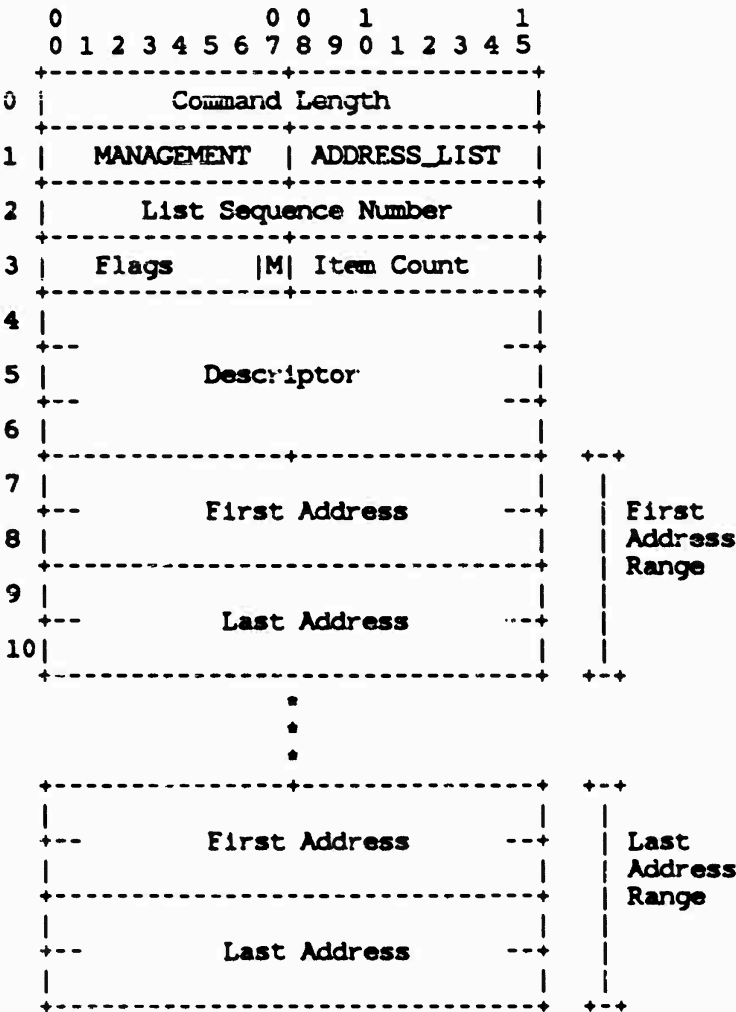 0 0 0 1 1
0 1 2 3 4 5 6 7 8 9 0 1 2 3 4 5
0 | Command Length |
1 | MANAGEMENT | ADDRESS_LIST |
2 | List Sequence Number |
3 | Flags |M| Item Count |
4
5 | Descriptor |
6
7
First Address First
8 Address
Range
9
Last Address
10
*
*
*
First Address Last
Address
Range
Last Address